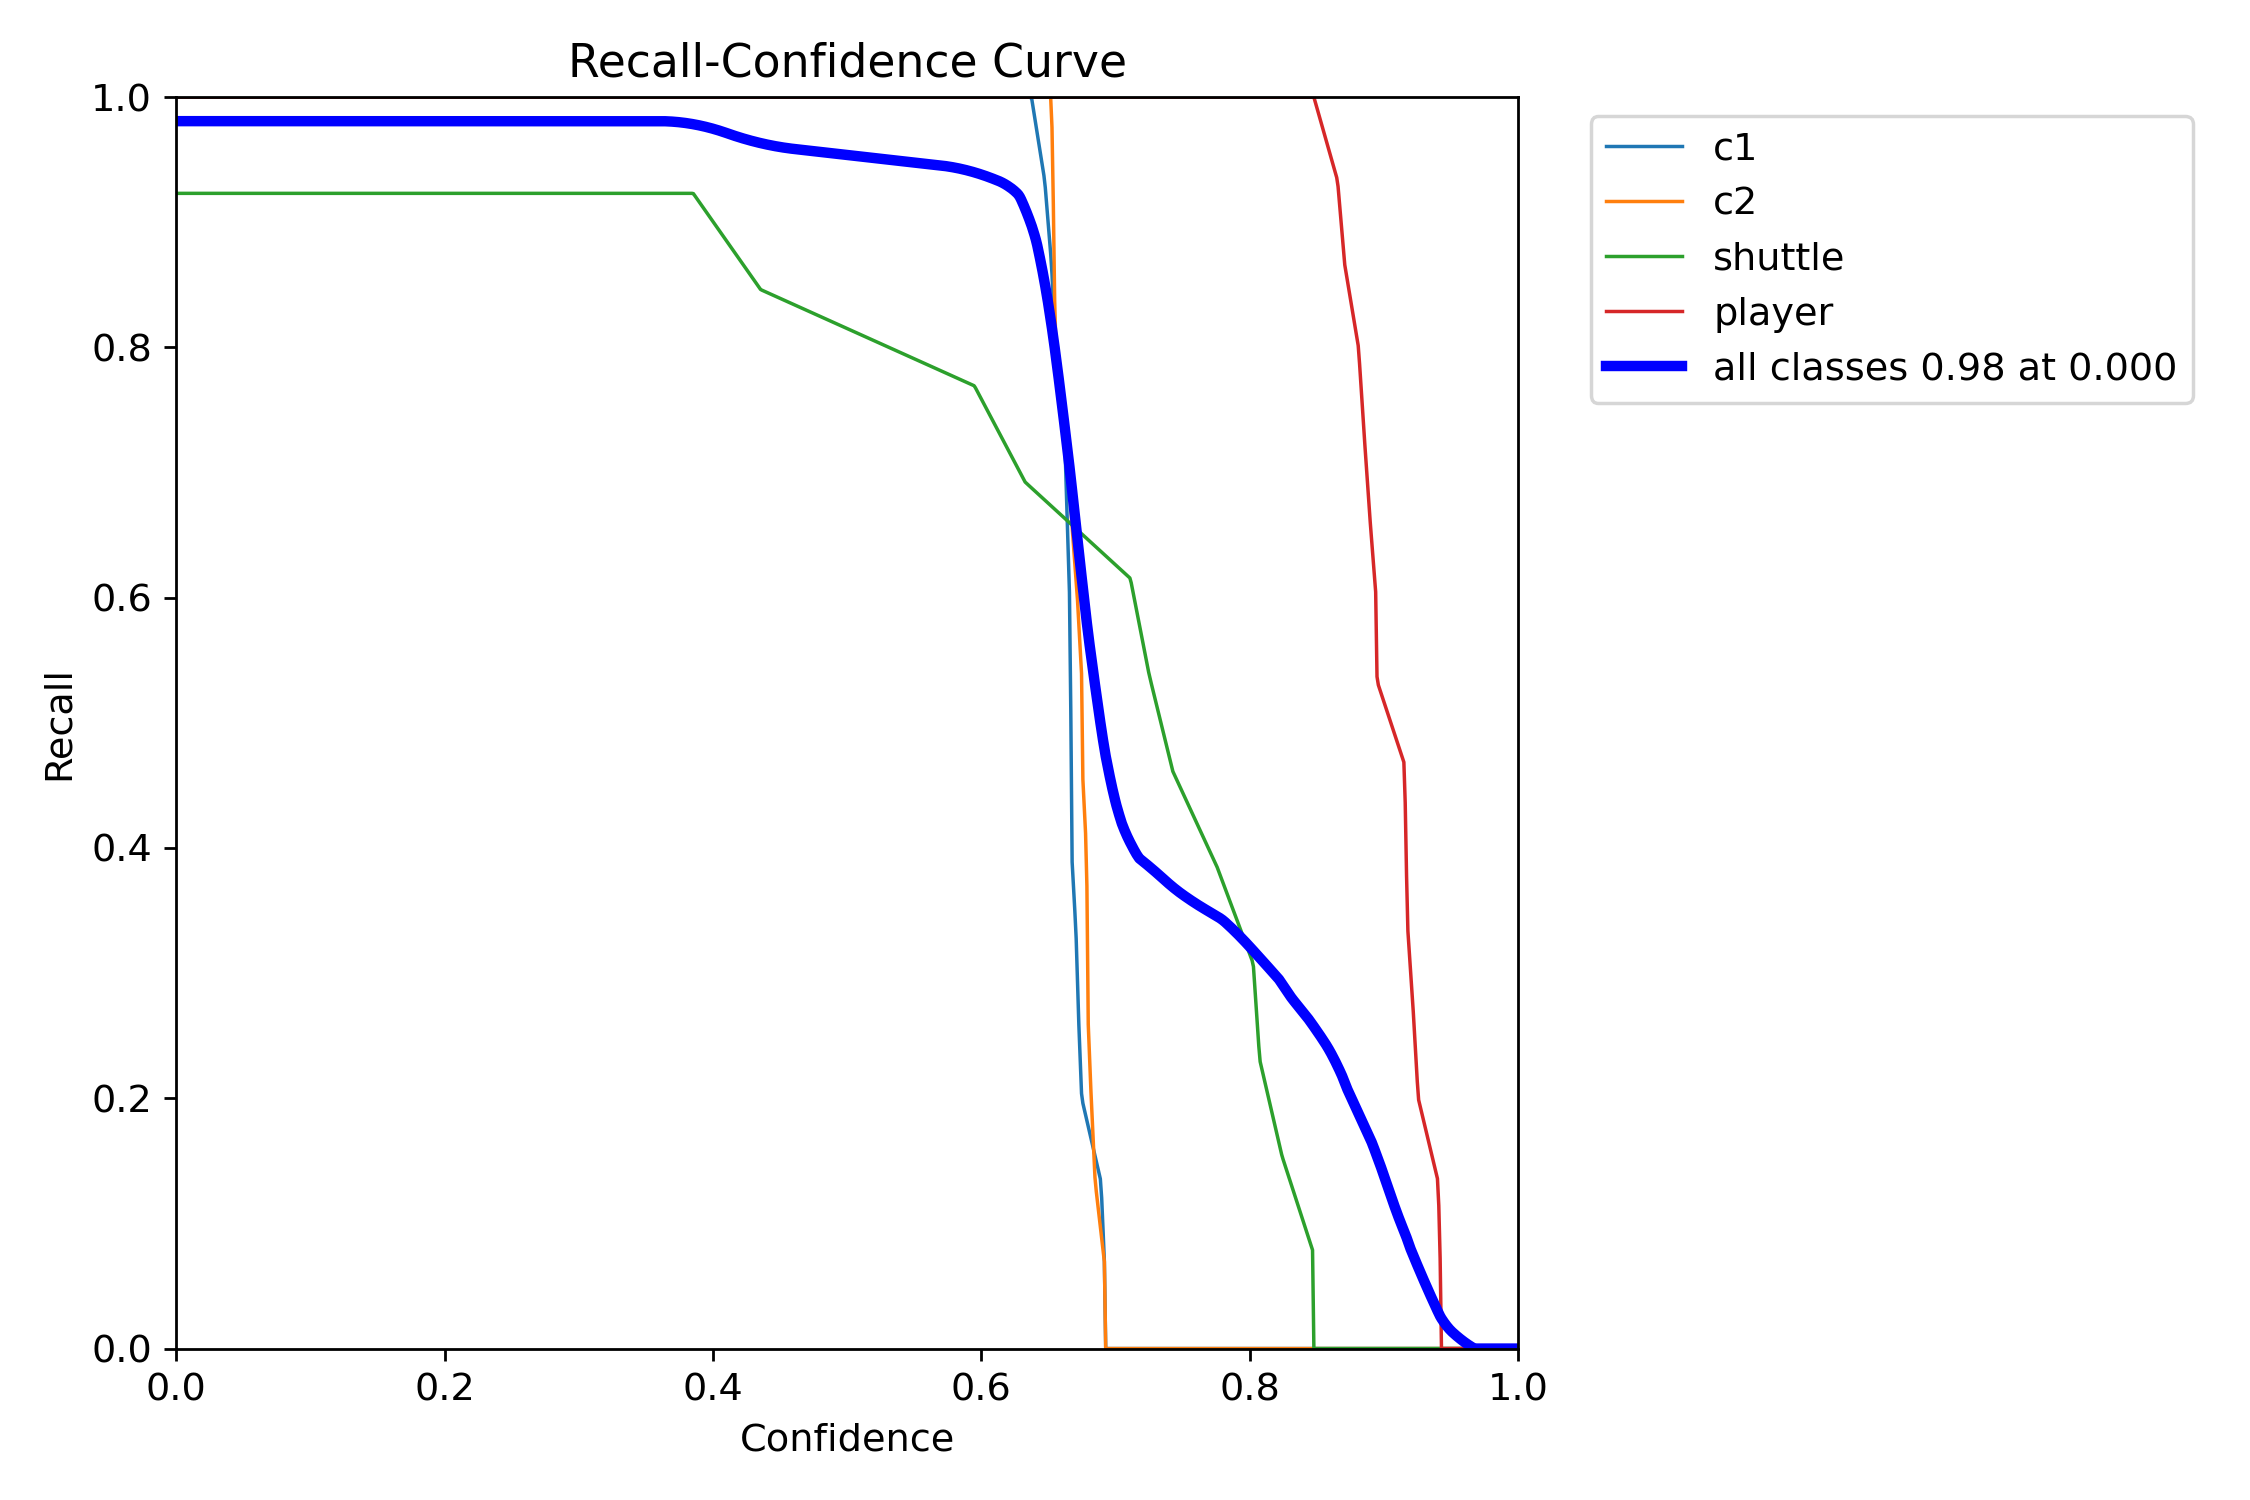 Recall-Confidence Curve
1.0
0.8
0.6
0.4
0.2
0.0
Recall
0.0 0.2 0.4 0.6 0.8 1.0
Confidence
c1
c2
shuttle
player
all classes 0.98 at 0.000